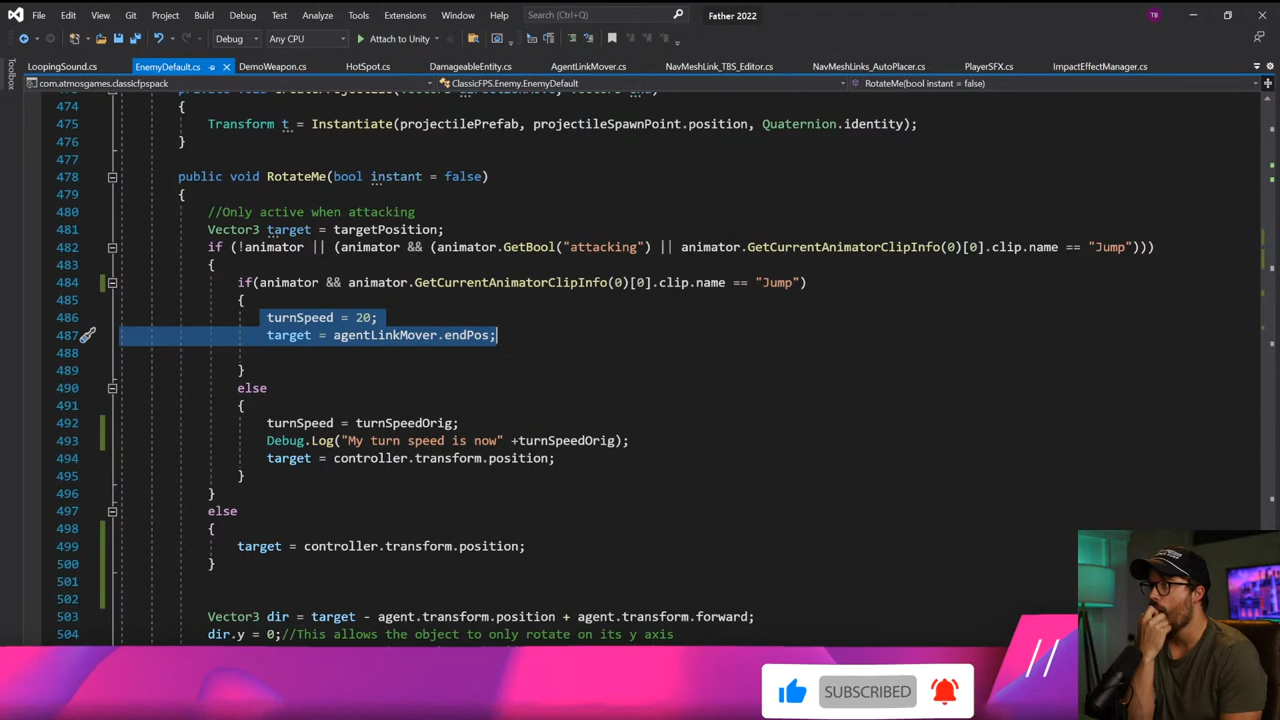 File Edit View Git Project Build Debug Test Analyze Tools Extensions Window Help Search (Ctrl+Q) Father 2022 TB
Debug Any CPU Attach to Unity
Toolbox
LoopingSound.cs EnemyDefault.cs DemoWeapon.cs HotSpot.cs DamageableEntity.cs AgentLinkMover.cs NavMeshLink_TBS_Editor.cs NavMeshLinks_AutoPlacer.cs PlayerSFX.cs ImpactEffectManager.cs
com.atmosgames.classicfpspack ClassicFPS.Enemy.EnemyDefault RotateMe(bool instant = false)
474 {
475 Transform t = Instantiate(projectilePrefab, projectileSpawnPoint.position, Quaternion.identity);
476 }
477
478 public void RotateMe(bool instant = false)
479 {
480 //Only active when attacking
481 Vector3 target = targetPosition;
482 if (!animator || (animator && (animator.GetBool("attacking") || animator.GetCurrentAnimatorClipInfo(0)[0].clip.name == "Jump")))
483 {
484 if(animator && animator.GetCurrentAnimatorClipInfo(0)[0].clip.name == "Jump")
485 {
486 turnSpeed = 20;
487 target = agentLinkMover.endPos;
488
489 }
490 else
491 {
492 turnSpeed = turnSpeedOrig;
493 Debug.Log("My turn speed is now" +turnSpeedOrig);
494 target = controller.transform.position;
495 }
496 }
497 else
498 {
499 target = controller.transform.position;
500 }
501
502
503 Vector3 dir = target - agent.transform.position + agent.transform.forward;
504 dir.y = 0;//This allows the object to only rotate on its y axis
//
SUBSCRIBED